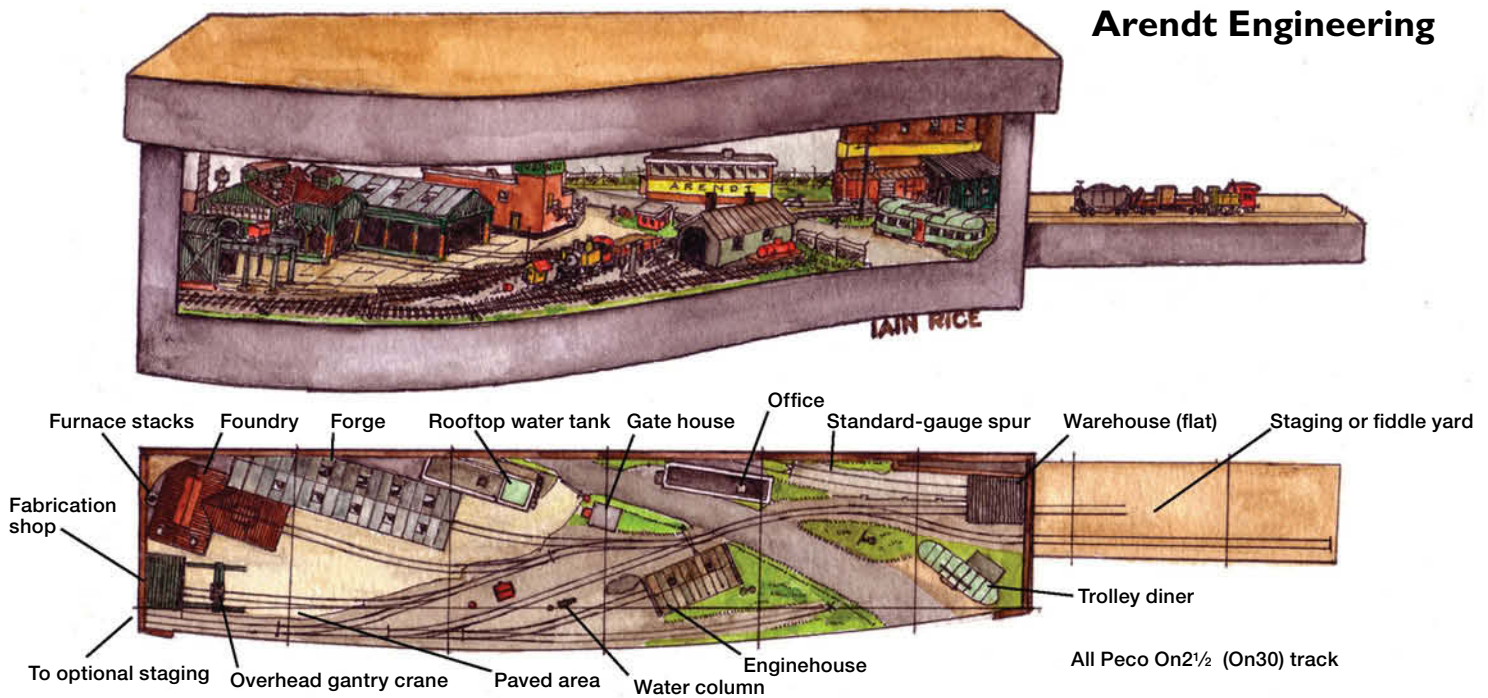 Arendt Engineering
ARENDT
IAIN RICE
Office
Furnace stacks
Foundry
Forge
Rooftop water tank
Gate house
Standard-gauge spur
Warehouse (flat)
Staging or fiddle yard
Fabrication
shop
Trolley diner
To optional staging
Overhead gantry crane
Paved area
Water column
Enginehouse
All Peco On2½ (On30) track